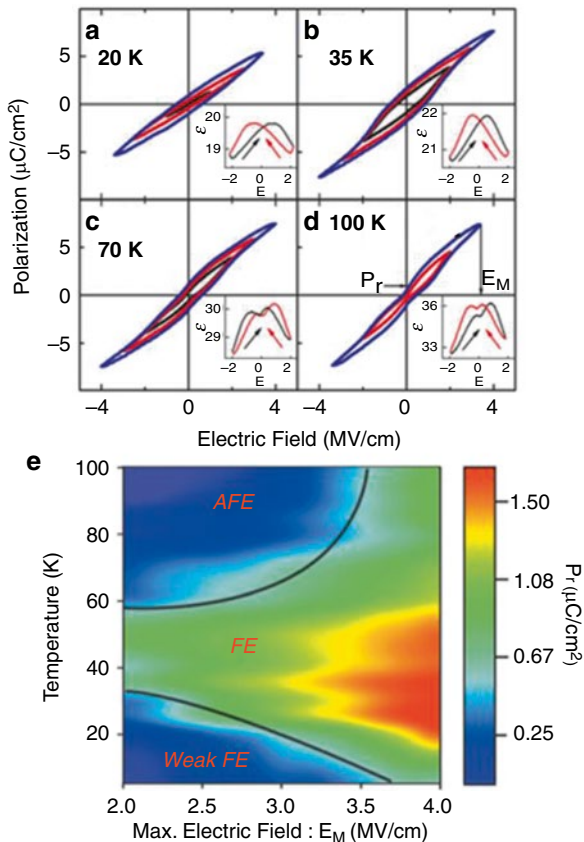 a
20 K
5
0
−5
20
19
ε
−2 0 2
E
b
35 K
22
21
ε
−2 0 2
E
Polarization (μC/cm²)
c
70 K
5
0
−5
30
29
ε
−2 0 2
E
d
100 K
Pr
EM
36
33
ε
−2 0 2
E
−4 0 4
−4 0 4
Electric Field (MV/cm)
e
100
80
60
40
20
Temperature (K)
AFE
FE
Weak FE
2.0 2.5 3.0 3.5 4.0
Max. Electric Field : EM (MV/cm)
1.50
1.08
0.67
0.25
Pr (μC/cm²)